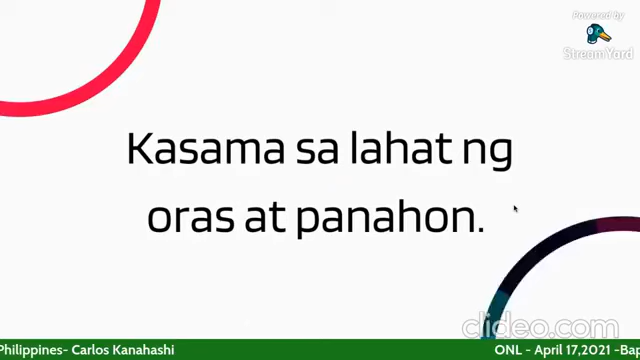 Powered by
StreamYard
Kasama sa lahat ng
oras at panahon.
clideo.com
Philippines- Carlos Kanahashi
ONL - April 17,2021 -Bap